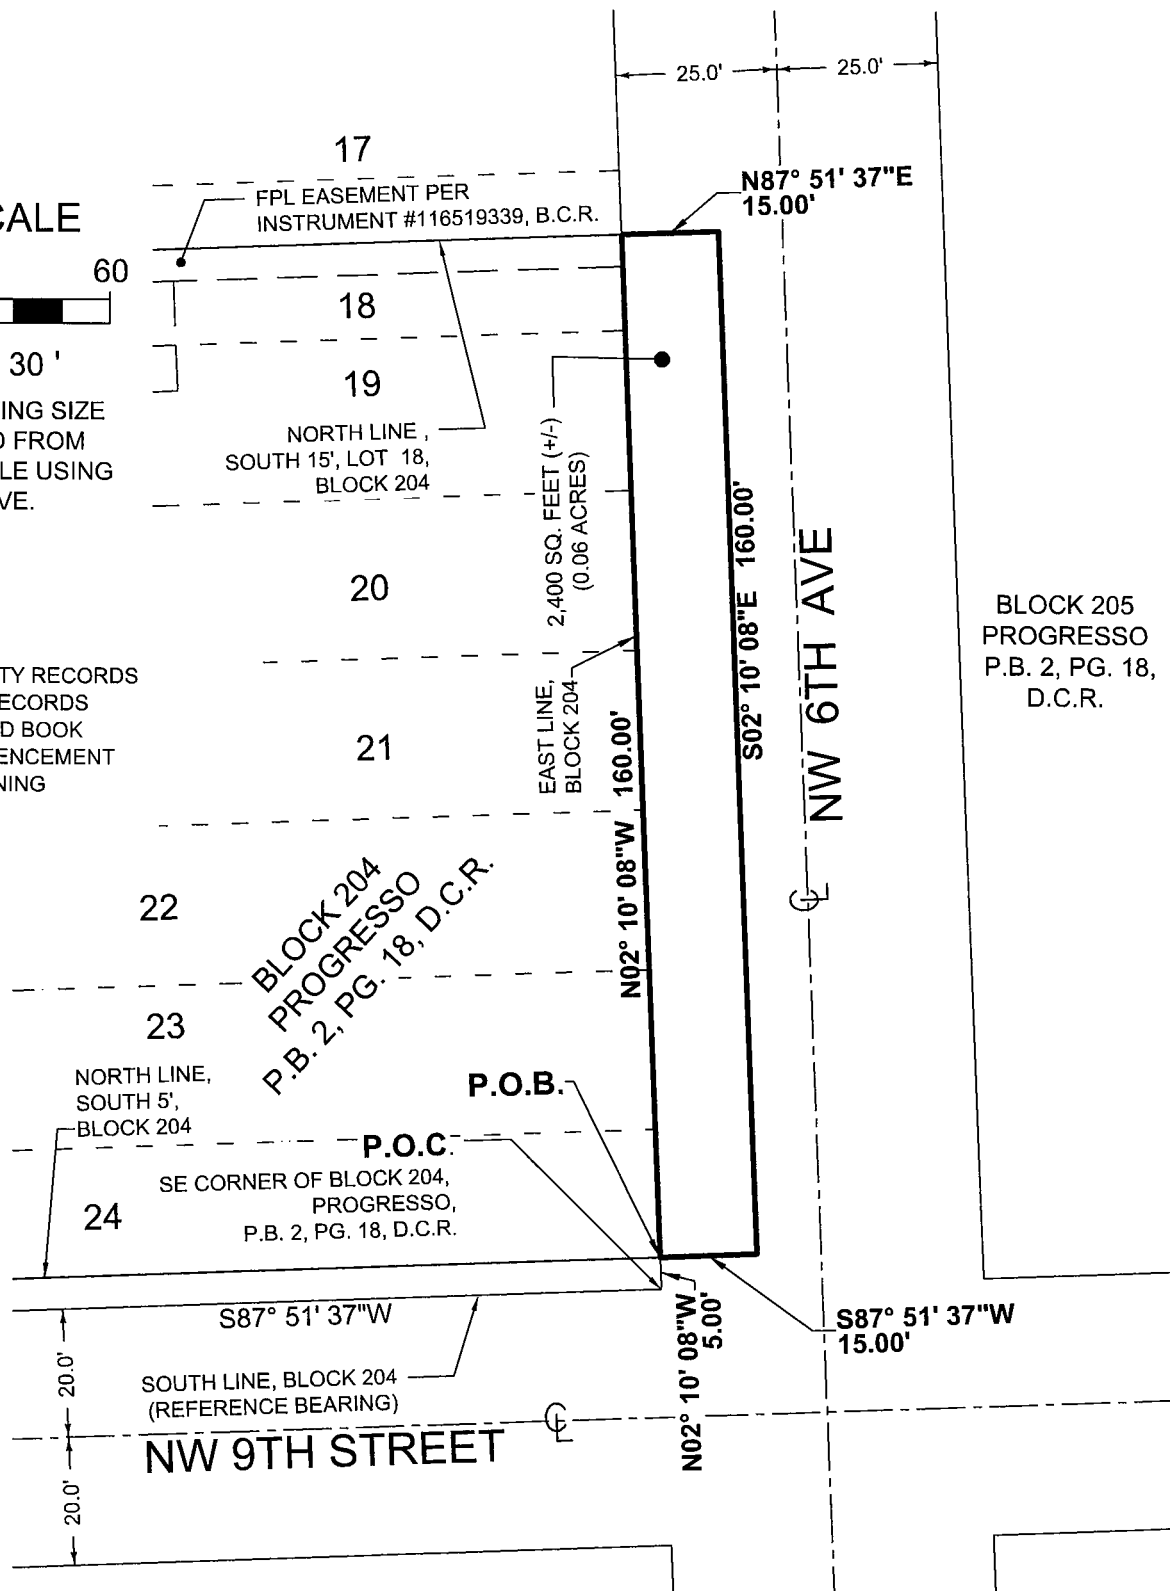 25.0'
25.0'
17
N87° 51' 37"E
15.00'
FPL EASEMENT PER
INSTRUMENT #116519339, B.C.R.
CALE
60
18
30 '
19
ING SIZE
FROM
LE USING
VE.
NORTH LINE ,
SOUTH 15', LOT 18,
BLOCK 204
2,400 SQ. FEET (+/-)
(0.06 ACRES)
S02° 10' 08"E 160.00'
NW 6TH AVE
20
BLOCK 205
PROGRESSO
P.B. 2, PG. 18,
D.C.R.
TY RECORDS
ECORDS
D BOOK
ENCEMENT
NING
21
EAST LINE,
BLOCK 204
N02° 10' 08"W 160.00'
22
BLOCK 204
PROGRESSO
P.B. 2, PG. 18, D.C.R.
CL
23
NORTH LINE,
SOUTH 5',
BLOCK 204
P.O.B.
P.O.C.
SE CORNER OF BLOCK 204,
PROGRESSO,
P.B. 2, PG. 18, D.C.R.
24
S87° 51' 37"W
N02° 10' 08"W
5.00'
S87° 51' 37"W
15.00'
20.0'
SOUTH LINE, BLOCK 204
(REFERENCE BEARING)
CL
NW 9TH STREET
20.0'